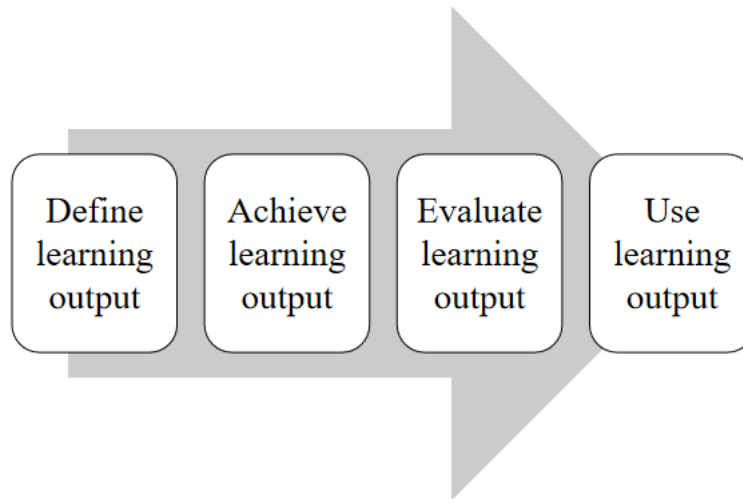 Define
learning
output
Achieve
learning
output
Evaluate
learning
output
Use
learning
output